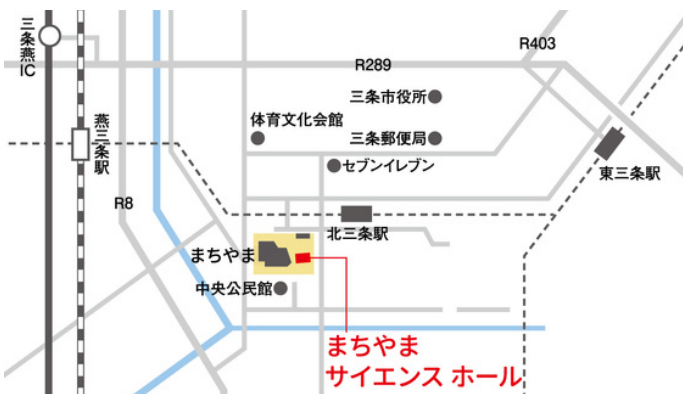 三条燕IC
R403
R289
三条市役所
体育文化会館
三条郵便局
燕三条駅
セブンイレブン
東三条駅
R8
北三条駅
まちやま
中央公民館
まちやま
サイエンス ホール